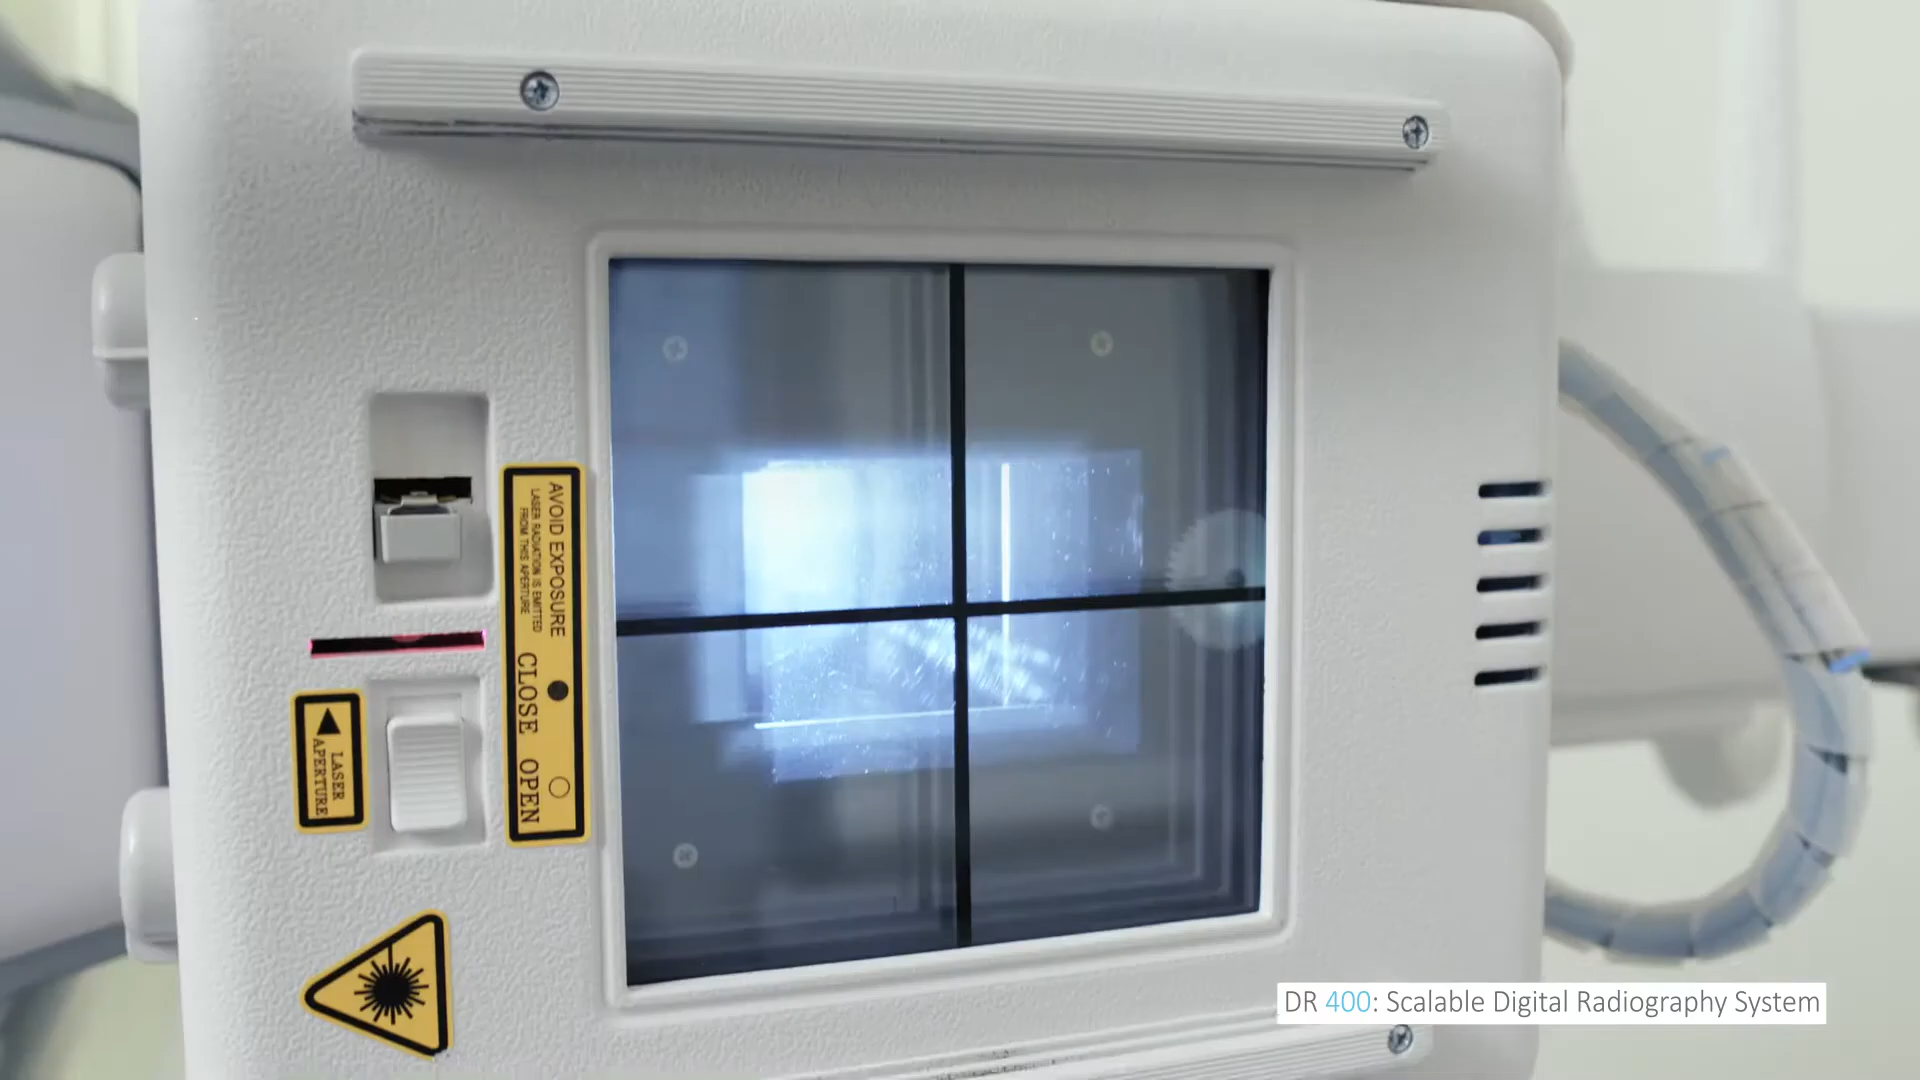 AVOID EXPOSURE
LASER RADIATION IS EMITTED
FROM THIS APERTURE
CLOSE OPEN
LASER
APERTURE
DR 400: Scalable Digital Radiography System